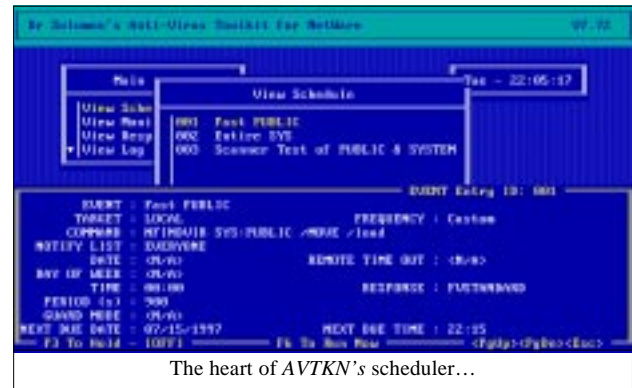 Dr Solomon's Anti-Virus Toolkit for NetWare V7.72
Main
Tue - 22:05:17
View Schedule
View Sche
View Moni
View Resp
View Log
001 Fast PUBLIC
002 Entire SYS
003 Scanner Test of PUBLIC & SYSTEM
EVENT Entry ID: 001
EVENT : Fast PUBLIC
TARGET : LOCAL FREQUENCY : Custom
COMMAND : NFINDVIR SYS:PUBLIC /MOVE /load
NOTIFY LIST : EVERYONE
DATE : <N/A> REMOTE TIME OUT : <N/A>
DAY OF WEEK : <N/A>
TIME : 00:00 RESPONSE : FVSTANDARD
PERIOD (s) : 900
GUARD MODE : <N/A>
NEXT DUE DATE : 07/15/1997 NEXT DUE TIME : 22:15
F3 To Hold - [OFF] F6 To Run Now <PgUp><PgDn><Esc>
The heart of AVTKN's scheduler…